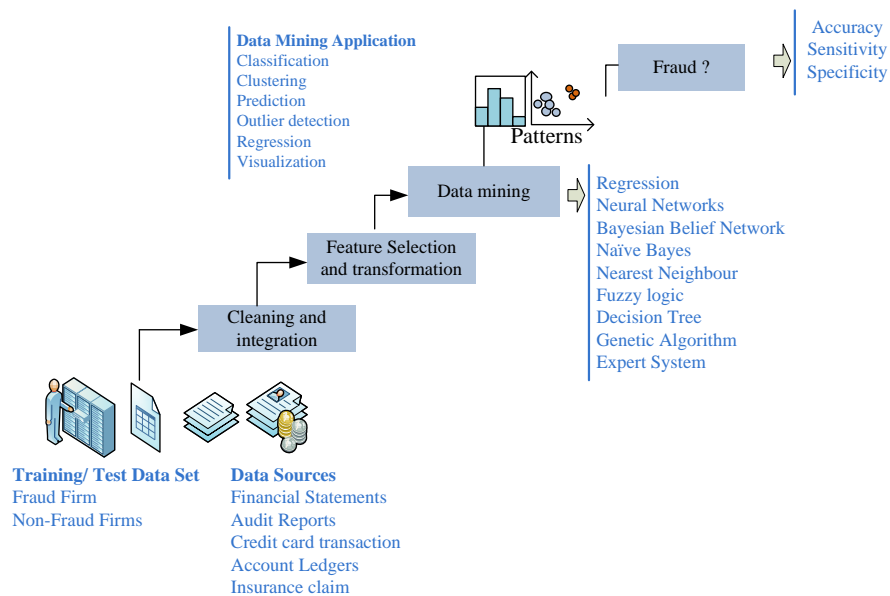 Data Mining Application
Classification
Clustering
Prediction
Outlier detection
Regression
Visualization
Fraud ?
Accuracy
Sensitivity
Specificity
Patterns
Data mining
Regression
Neural Networks
Bayesian Belief Network
Naïve Bayes
Nearest Neighbour
Fuzzy logic
Decision Tree
Genetic Algorithm
Expert System
Feature Selection
and transformation
Cleaning and
integration
Training/ Test Data Set
Fraud Firm
Non-Fraud Firms
Data Sources
Financial Statements
Audit Reports
Credit card transaction
Account Ledgers
Insurance claim